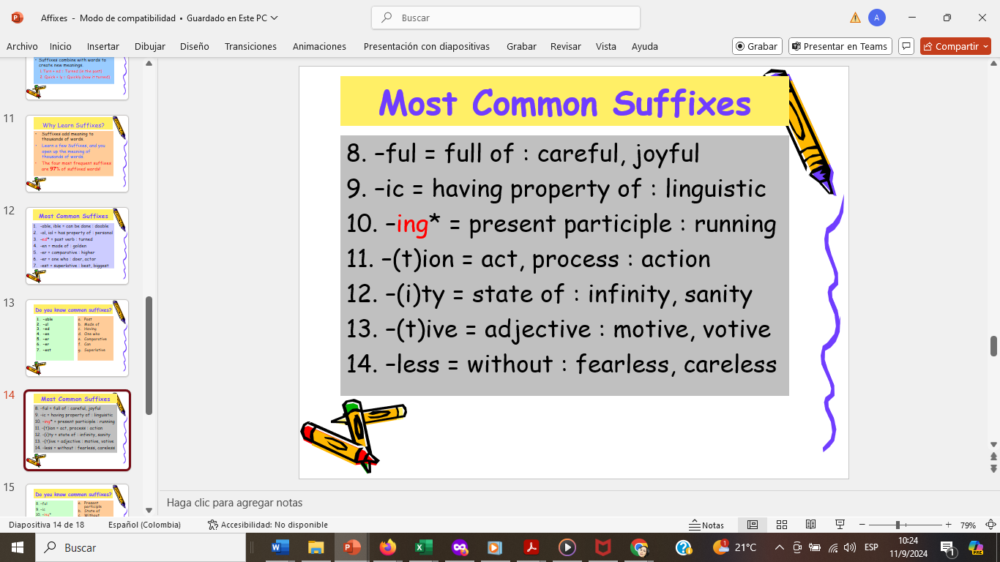 Affixes - Modo de compatibilidad • Guardado en Este PC
Buscar
A
Archivo Inicio Insertar Dibujar Diseño Transiciones Animaciones Presentación con diapositivas Grabar Revisar Vista Ayuda
Grabar
Presentar en Teams
Compartir
• Suffixes combine with words to
create new meanings.
1. Turn + ed = Turned (in the past)
2. Quick + ly = Quickly (how it turned)
11
Why Learn Suffixes?
• Suffixes add meaning to
thousands of words.
• Learn a few Suffixes, and you
open up the meaning of
thousands of words.
• The four most frequent suffixes
are 97% of suffixed words!
12
Most Common Suffixes
1. -able, ible = can be done : doable
2. -al, ial = has property of : personal
3. -ed* = past verb : turned
4. -en = made of : golden
5. -er = comparative : higher
6. -er = one who : doer, actor
7. -est = superlative : best, biggest
13
Do you know common suffixes?
1. -able
2. -al
3. -ed
4. -en
5. -er
6. -er
7. -est
a. Past
b. Made of
c. Having
d. One who
e. Comparative
f. Can
g. Superlative
14
Most Common Suffixes
8. -ful = full of : careful, joyful
9. -ic = having property of : linguistic
10. -ing* = present participle : running
11. -(t)ion = act, process : action
12. -(i)ty = state of : infinity, sanity
13. -(t)ive = adjective : motive, votive
14. -less = without : fearless, careless
15
Do you know common suffixes?
8. -ful
9. -ic
10. -ing*
a. Present
participle
b. State of
c. Without
Most Common Suffixes
8. –ful = full of : careful, joyful
9. –ic = having property of : linguistic
10. –ing* = present participle : running
11. –(t)ion = act, process : action
12. –(i)ty = state of : infinity, sanity
13. –(t)ive = adjective : motive, votive
14. –less = without : fearless, careless
Haga clic para agregar notas
Diapositiva 14 de 18
Español (Colombia)
Accesibilidad: No disponible
Notas
79%
Buscar
21°C
ESP
10:24
11/9/2024
1
1
PRE